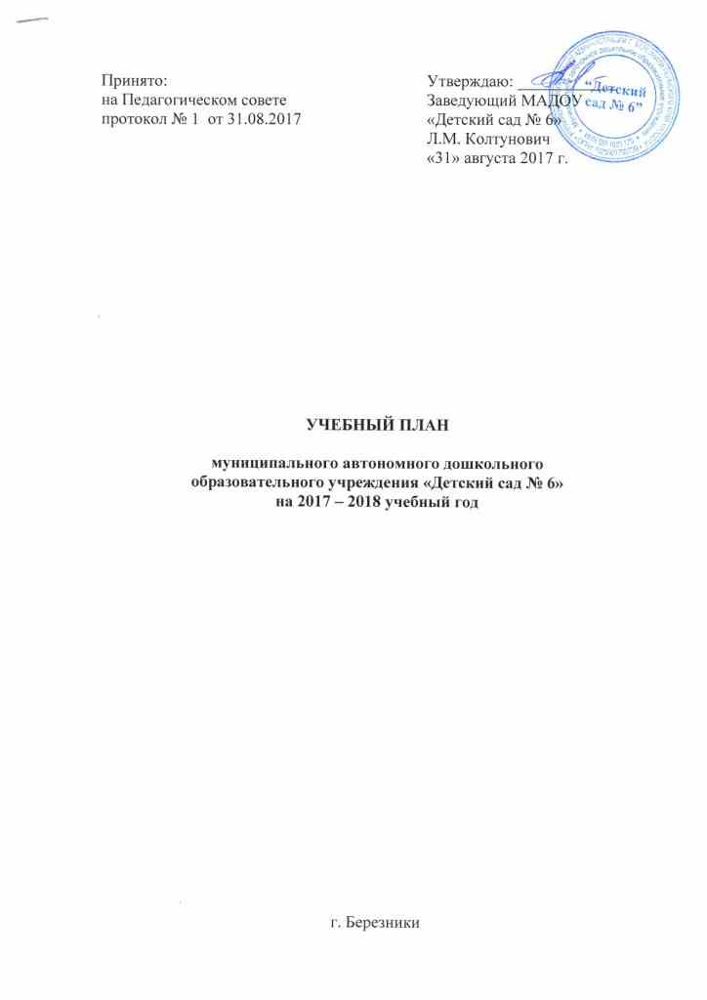 Принято:
на Педагогическом совете
протокол № 1 от 31.08.2017
Утверждаю:
Заведующий МАДОУ
«Детский сад № 6»
Л.М. Колтунович
«31» августа 2017 г.
"Детский
сад № 6"
УЧЕБНЫЙ ПЛАН
муниципального автономного дошкольного
образовательного учреждения «Детский сад № 6»
на 2017 – 2018 учебный год
г. Березники